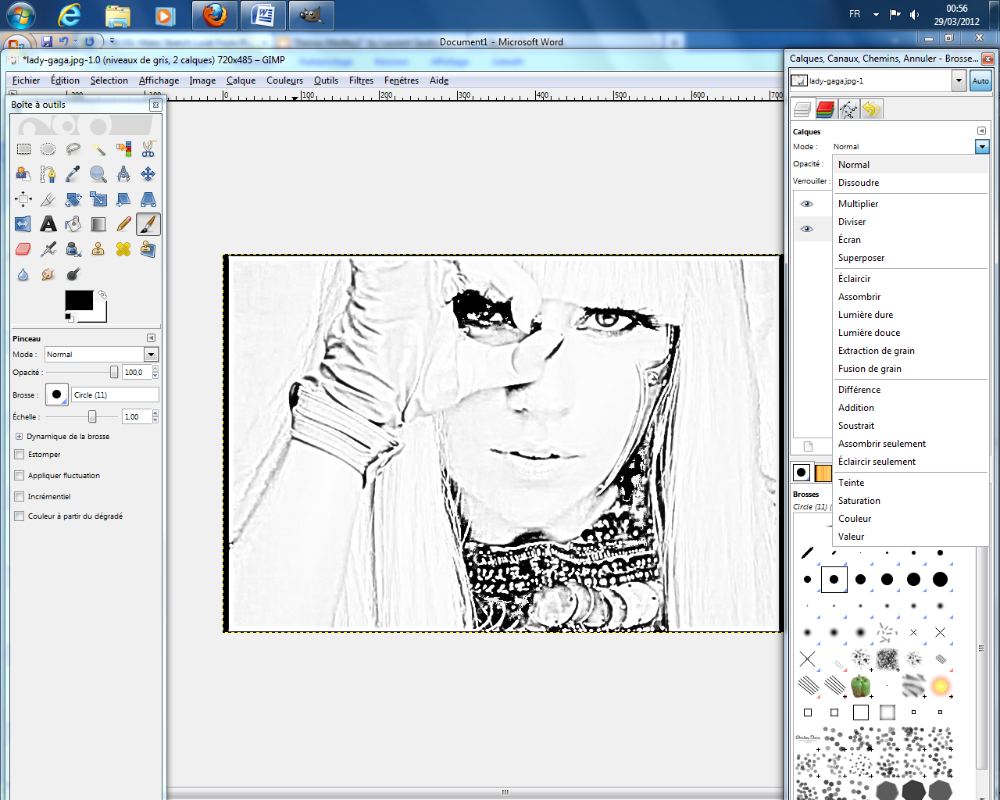 FR
00:56
29/03/2012
Document1 - Microsoft Word
*lady-gaga.jpg-1.0 (niveaux de gris, 2 calques) 720x485 – GIMP
Calques, Canaux, Chemins, Annuler - Brosse...
Fichier Édition Sélection Affichage Image Calque Couleurs Outils Filtres Fenêtres Aide
lady-gaga.jpg-1
Auto
0 100 200 300 400 500 600 700
Boîte à outils
Calques
Mode : Normal
Opacité :
Verrouiller :
Normal
Dissoudre
Multiplier
Diviser
Écran
Superposer
Éclaircir
Assombrir
Lumière dure
Lumière douce
Extraction de grain
Fusion de grain
Différence
Addition
Soustrait
Assombrir seulement
Éclaircir seulement
Teinte
Saturation
Couleur
Valeur
Pinceau
Mode : Normal
Opacité : 100,0
Brosse : Circle (11)
Échelle : 1,00
Dynamique de la brosse
Estomper
Appliquer fluctuation
Incrémentiel
Couleur à partir du dégradé
Brosses
Circle (11) (